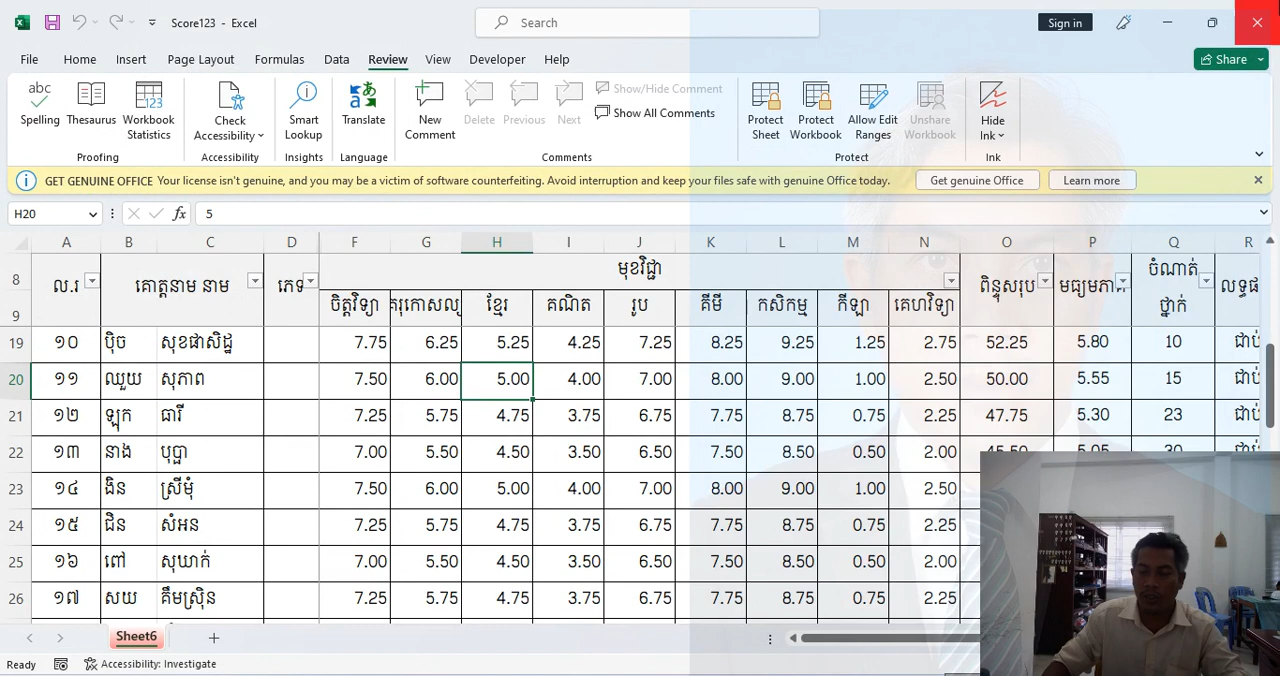 Score123 - Excel
Search
Sign in
File Home Insert Page Layout Formulas Data Review View Help
Share
Spelling Thesaurus Workbook Statistics
Check Accessibility
Smart Lookup
Translate
New Comment
Delete Previous Next
Show/Hide Comment
Show All Comments
Protect Sheet
Protect Workbook
Allow Edit Ranges
Unshare Workbook
Hide Ink
Proofing Accessibility Insights Language Comments Protect Ink
GET GENUINE OFFICE Your license isn't genuine, and you may be a victim of software counterfeiting. Avoid interruption and keep your files safe with genuine Office today. Get genuine Office Learn more
H20 fx 5
A B C D F G H I J K L M N O P Q R
8 ល.រ គោត្តនាម នាម ភេទ មុខវិជ្ជា ពិន្ទុសរុប ចំណាត់ថ្នាក់
9 ចិត្តវិទ្យា ខ្មែរ គណិត រូប គីមី កសិកម្ម កីឡា គេហវិទ្យា
19 ១០ ប៉ិច សុខផាសិដ្ឋ 7.75 6.25 5.25 4.25 7.25 8.25 9.25 1.25 2.75 52.25 5.80 10
20 ១១ ឈួយ សុភាព 7.50 6.00 5.00 4.00 7.00 8.00 9.00 1.00 2.50 50.00 5.55 15
21 ១២ ឡុក ធារី 7.25 5.75 4.75 3.75 6.75 7.75 8.75 0.75 2.25 47.75 5.30 23
22 ១៣ នាង បុប្ផា 7.00 5.50 4.50 3.50 6.50 7.50 8.50 0.50 2.00
23 ១៤ ងិន ស្រីមុំ 7.50 6.00 5.00 4.00 7.00 8.00 9.00 1.00 2.50
24 ១៥ ជិន សំអន 7.25 5.75 4.75 3.75 6.75 7.75 8.75 0.75 2.25
25 ១៦ ពៅ សុឃាក់ 7.00 5.50 4.50 3.50 6.50 7.50 8.50 0.50 2.00
26 ១៧ សយ គឹមស្រ៊ិន 7.25 5.75 4.75 3.75 6.75 7.75 8.75 0.75 2.25
Sheet6
Ready Accessibility: Investigate